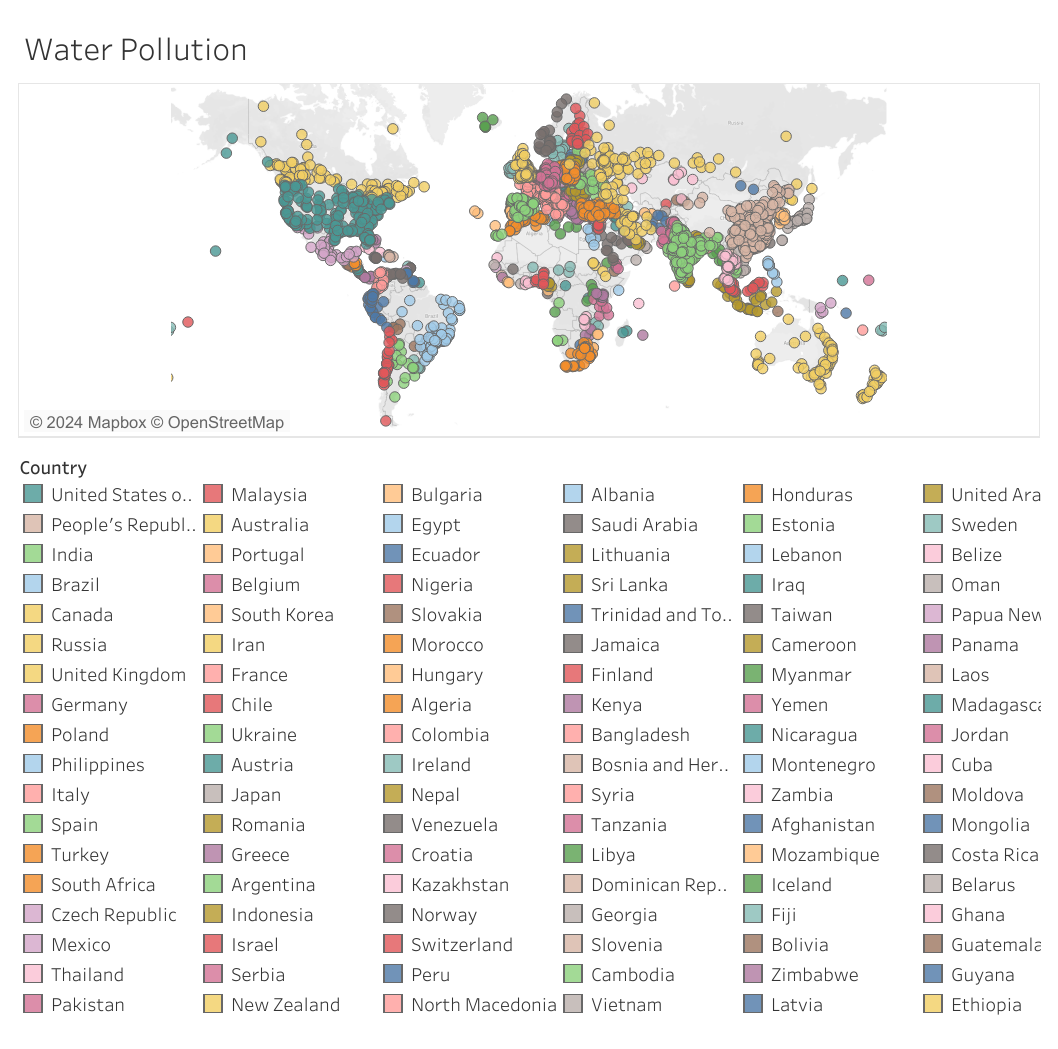 Water Pollution
Russia
Brazil
© 2024 Mapbox © OpenStreetMap
Country
United States o.. Malaysia Bulgaria Albania Honduras United Ara
People’s Republ.. Australia Egypt Saudi Arabia Estonia Sweden
India Portugal Ecuador Lithuania Lebanon Belize
Brazil Belgium Nigeria Sri Lanka Iraq Oman
Canada South Korea Slovakia Trinidad and To.. Taiwan Papua New
Russia Iran Morocco Jamaica Cameroon Panama
United Kingdom France Hungary Finland Myanmar Laos
Germany Chile Algeria Kenya Yemen Madagasca
Poland Ukraine Colombia Bangladesh Nicaragua Jordan
Philippines Austria Ireland Bosnia and Her.. Montenegro Cuba
Italy Japan Nepal Syria Zambia Moldova
Spain Romania Venezuela Tanzania Afghanistan Mongolia
Turkey Greece Croatia Libya Mozambique Costa Rica
South Africa Argentina Kazakhstan Dominican Rep.. Iceland Belarus
Czech Republic Indonesia Norway Georgia Fiji Ghana
Mexico Israel Switzerland Slovenia Bolivia Guatemala
Thailand Serbia Peru Cambodia Zimbabwe Guyana
Pakistan New Zealand North Macedonia Vietnam Latvia Ethiopia